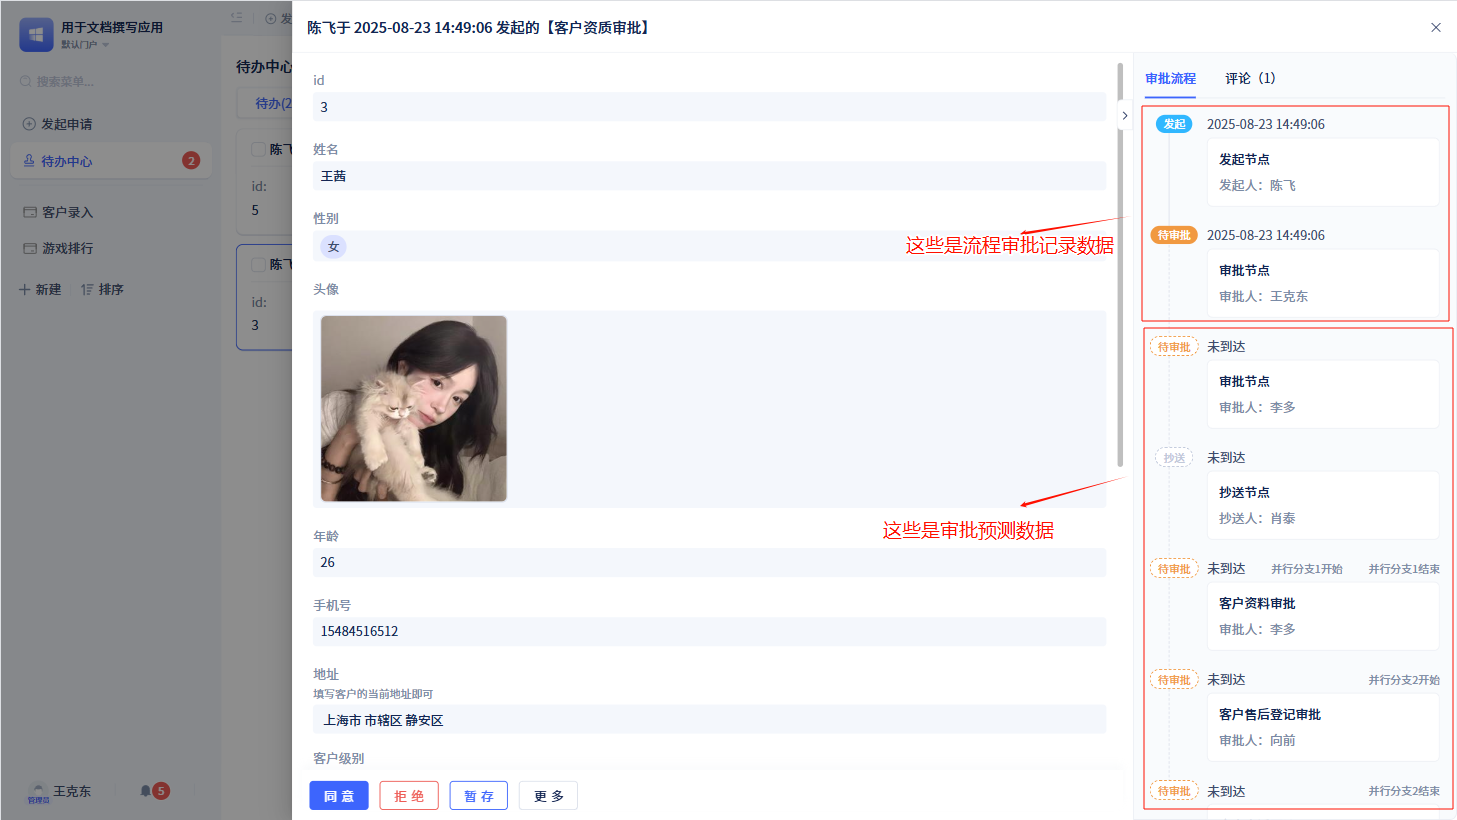 用于文档撰写应用
默认门户
搜索菜单...
发起申请
待办中心
2
客户录入
游戏排行
新建
排序
王克东
管理员
5
发
待办中心
待办(2
陈飞
id:
5
陈飞
id:
3
陈飞于 2025-08-23 14:49:06 发起的【客户资质审批】
id
3
姓名
王茜
性别
女
头像
年龄
26
手机号
15484516512
地址
填写客户的当前地址即可
上海市 市辖区 静安区
客户级别
同 意
拒 绝
暂 存
更 多
这些是流程审批记录数据
这些是审批预测数据
审批流程
评论（1）
发起
2025-08-23 14:49:06
发起节点
发起人：陈飞
待审批
2025-08-23 14:49:06
审批节点
审批人：王克东
待审批
未到达
审批节点
审批人：李多
抄送
未到达
抄送节点
抄送人：肖泰
待审批
未到达
并行分支1开始
并行分支1结束
客户资料审批
审批人：李多
待审批
未到达
并行分支2开始
客户售后登记审批
审批人：向前
待审批
未到达
并行分支2结束